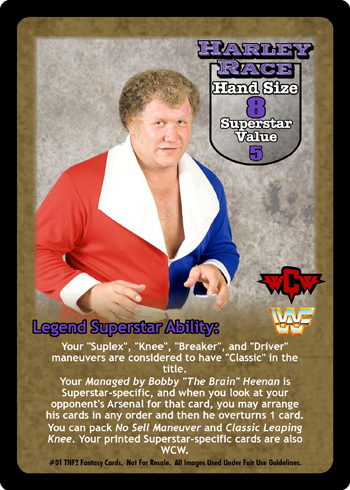 HARLEY
RACE
Hand Size
8
Superstar
Value
5
WCW
WF
Legend Superstar Ability:
Your "Suplex", "Knee", "Breaker", and "Driver"
maneuvers are considered to have "Classic" in the
title.
Your Managed by Bobby "The Brain" Heenan is
Superstar-specific, and when you look at your
opponent's Arsenal for that card, you may arrange
his cards in any order and then he overturns 1 card.
You can pack No Sell Maneuver and Classic Leaping
Knee. Your printed Superstar-specific cards are also
WCW.
#01 TNF2 Fantasy Cards. Not For Resale. All Images Used Under Fair Use Guidelines.